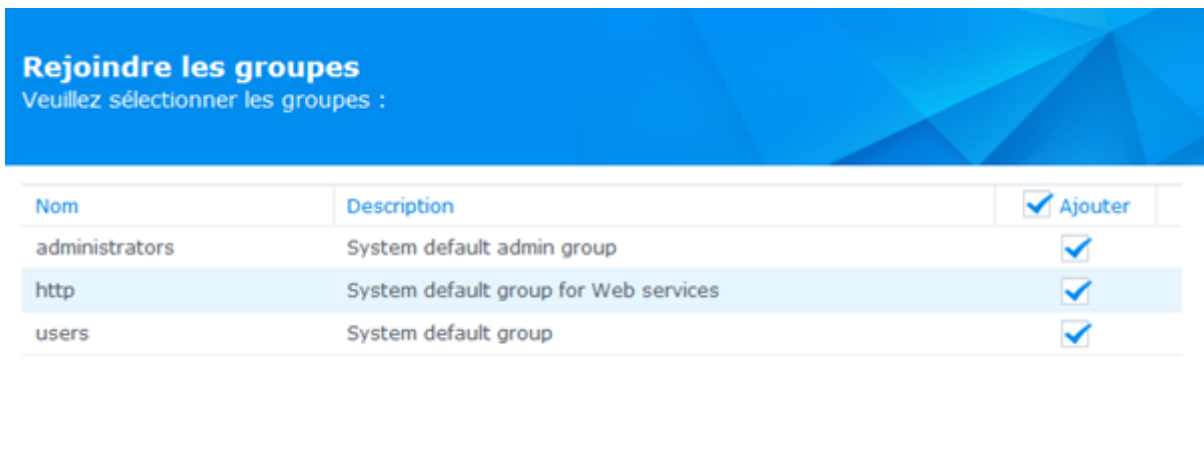 Rejoindre les groupes
Veuillez sélectionner les groupes :
Nom Description Ajouter
administrators System default admin group
http System default group for Web services
users System default group